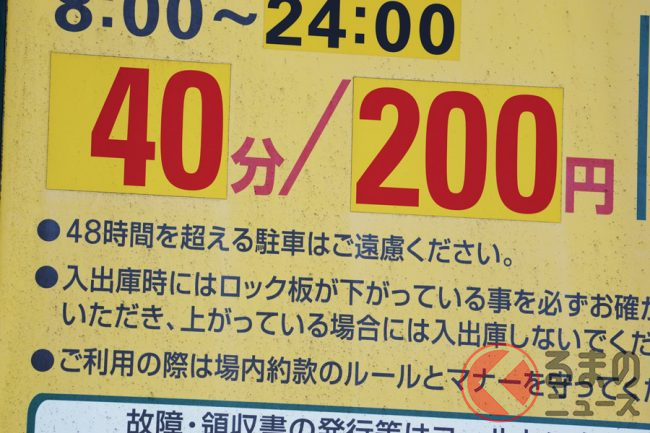 8:00～24:00
40分/200円
●48時間を超える駐車はご遠慮ください。
●入出庫時にはロック板が下がっている事を必ずお確か
いただき、上がっている場合には入出庫しないでくだ
●ご利用の際は場内約款のルールとマナーを守ってくだ
故障・領収書の発行等は
くるまのニュース